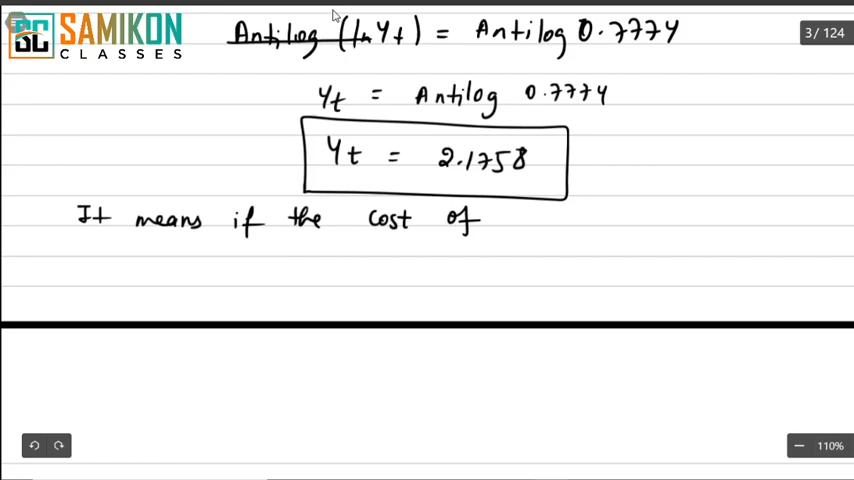 SC SAMIKON
CLASSES
Antilog (ln Yt) = Antilog 0.7774
3 / 124
Yt = Antilog 0.7774
Yt = 2.1758
It means if the cost of
110%